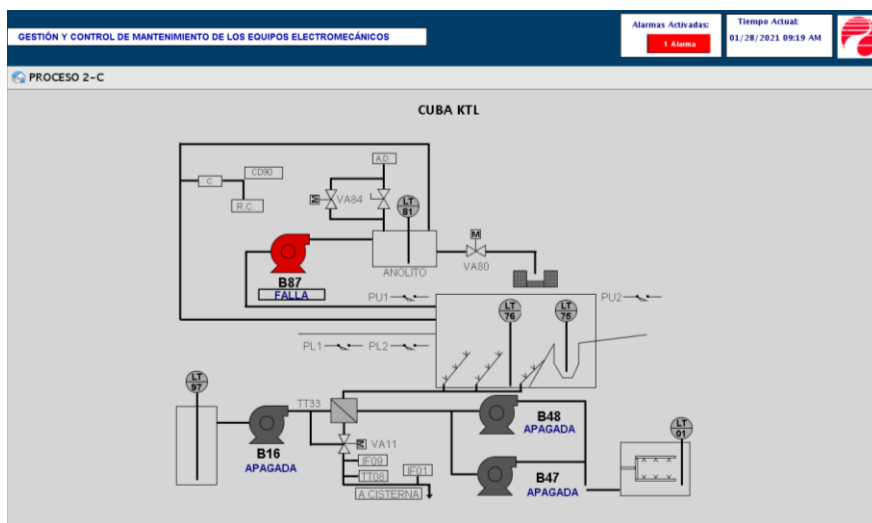 GESTIÓN Y CONTROL DE MANTENIMIENTO DE LOS EQUIPOS ELECTROMECÁNICOS
Alarmas Activadas:
1 Alarma
Tiempo Actual:
01/28/2021 09:19 AM
PROCESO 2-C
CUBA KTL
A.D.
C
CD90
R.C.
M
VA84
LT
81
M
VA80
ANOLITO
B87
FALLA
PU1
PU2
LT
76
LT
75
PL1
PL2
LT
97
TT33
B16
APAGADA
M
VA11
IF09
TT08
IF01
A.CISTERNA
B48
APAGADA
B47
APAGADA
LT
01